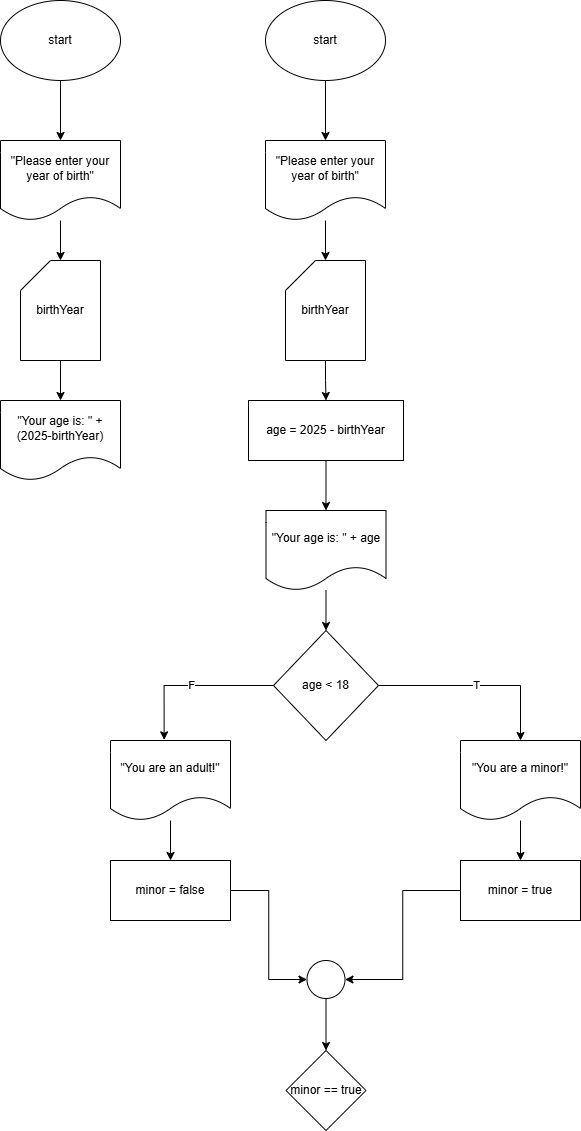 start
"Please enter your
year of birth"
birthYear
"Your age is: " +
(2025-birthYear)
start
"Please enter your
year of birth"
birthYear
age = 2025 - birthYear
"Your age is: " + age
age < 18
F
T
"You are an adult!"
"You are a minor!"
minor = false
minor = true
minor == true